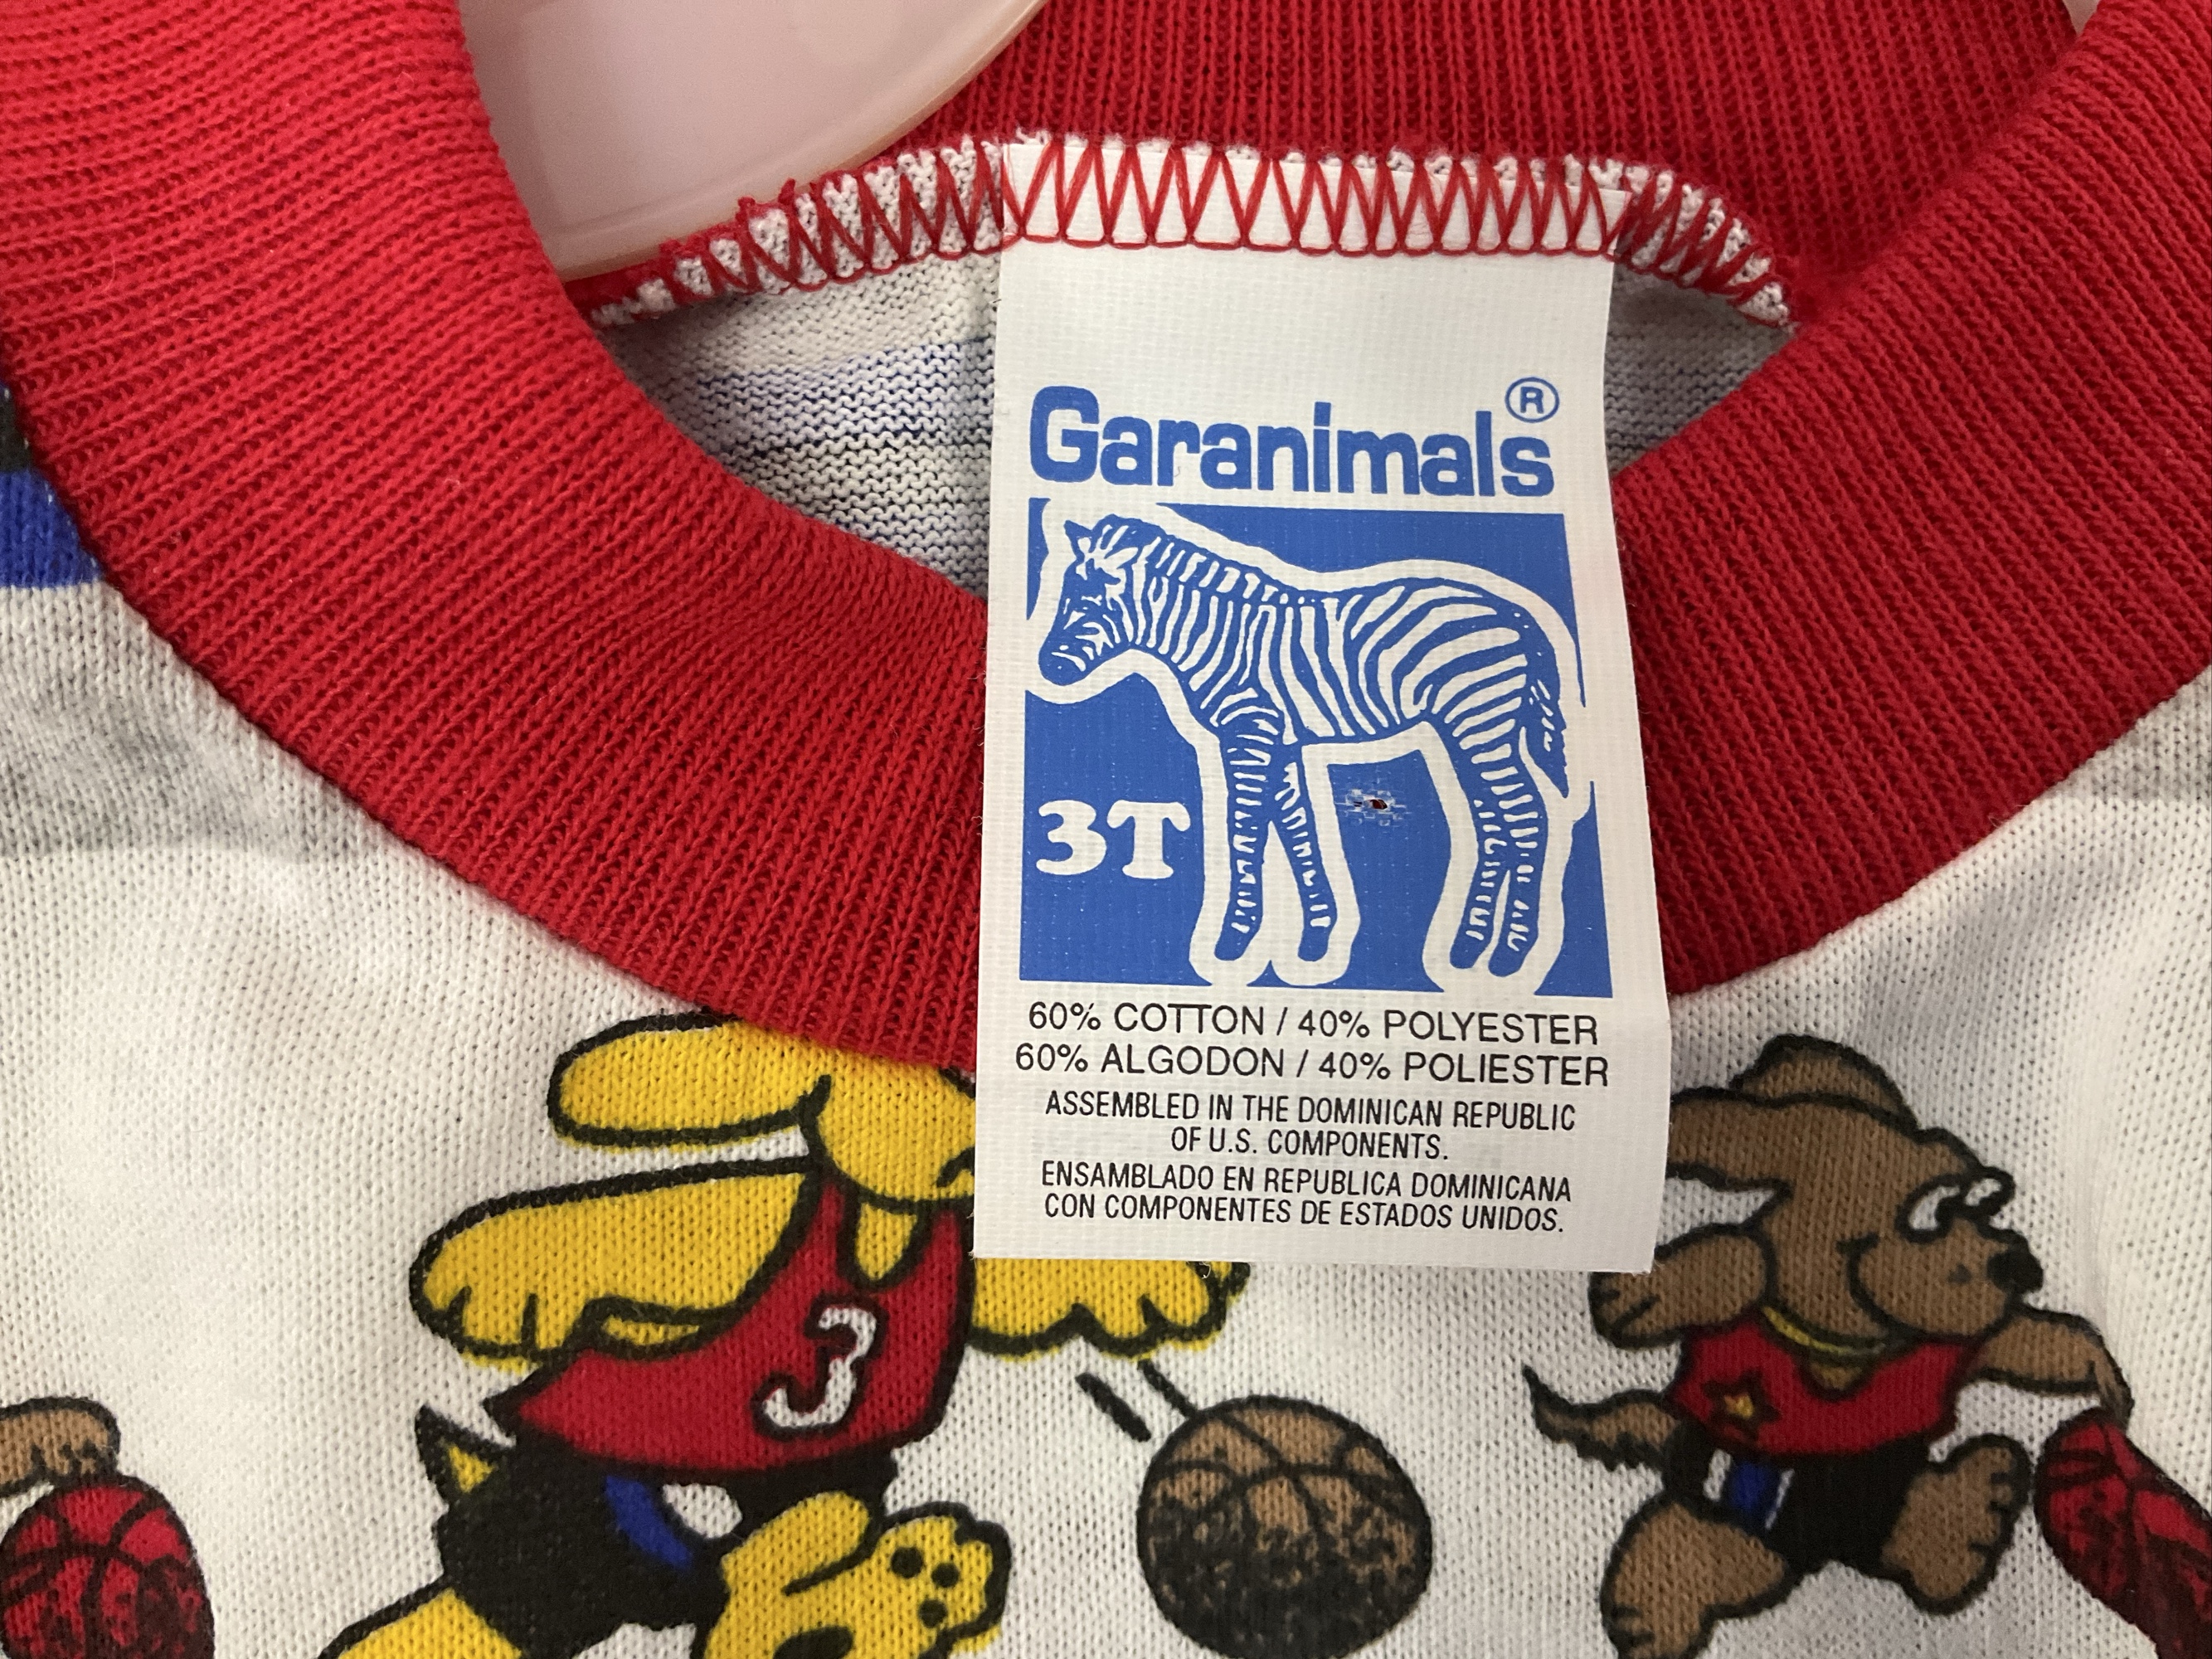 Garanimals®
3T
60% COTTON / 40% POLYESTER
60% ALGODON / 40% POLIESTER
ASSEMBLED IN THE DOMINICAN REPUBLIC
OF U.S. COMPONENTS.
ENSAMBLADO EN REPUBLICA DOMINICANA
CON COMPONENTES DE ESTADOS UNIDOS.
3